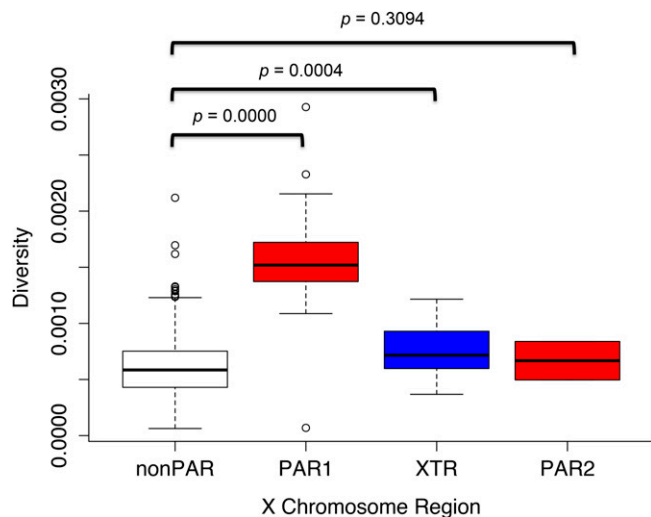 p = 0.3094
p = 0.0004
p = 0.0000
0.0030
0.0020
0.0010
0.0000
Diversity
nonPAR PAR1 XTR PAR2
X Chromosome Region